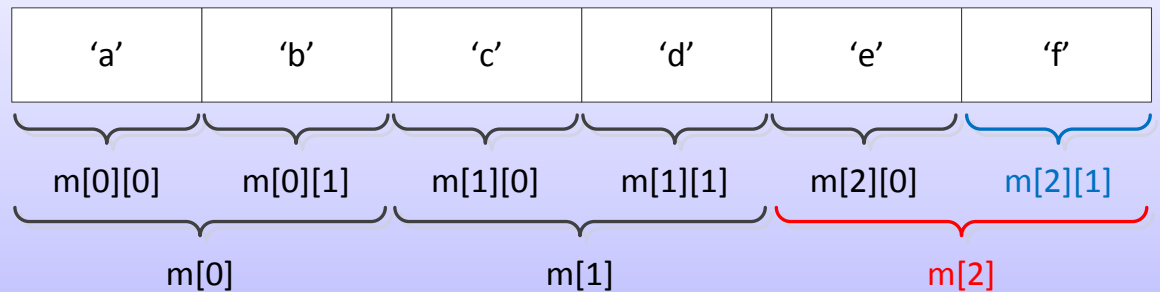 ‘a’ ‘b’ ‘c’ ‘d’ ‘e’ ‘f’
m[0][0] m[0][1] m[1][0] m[1][1] m[2][0] m[2][1]
m[0] m[1] m[2]